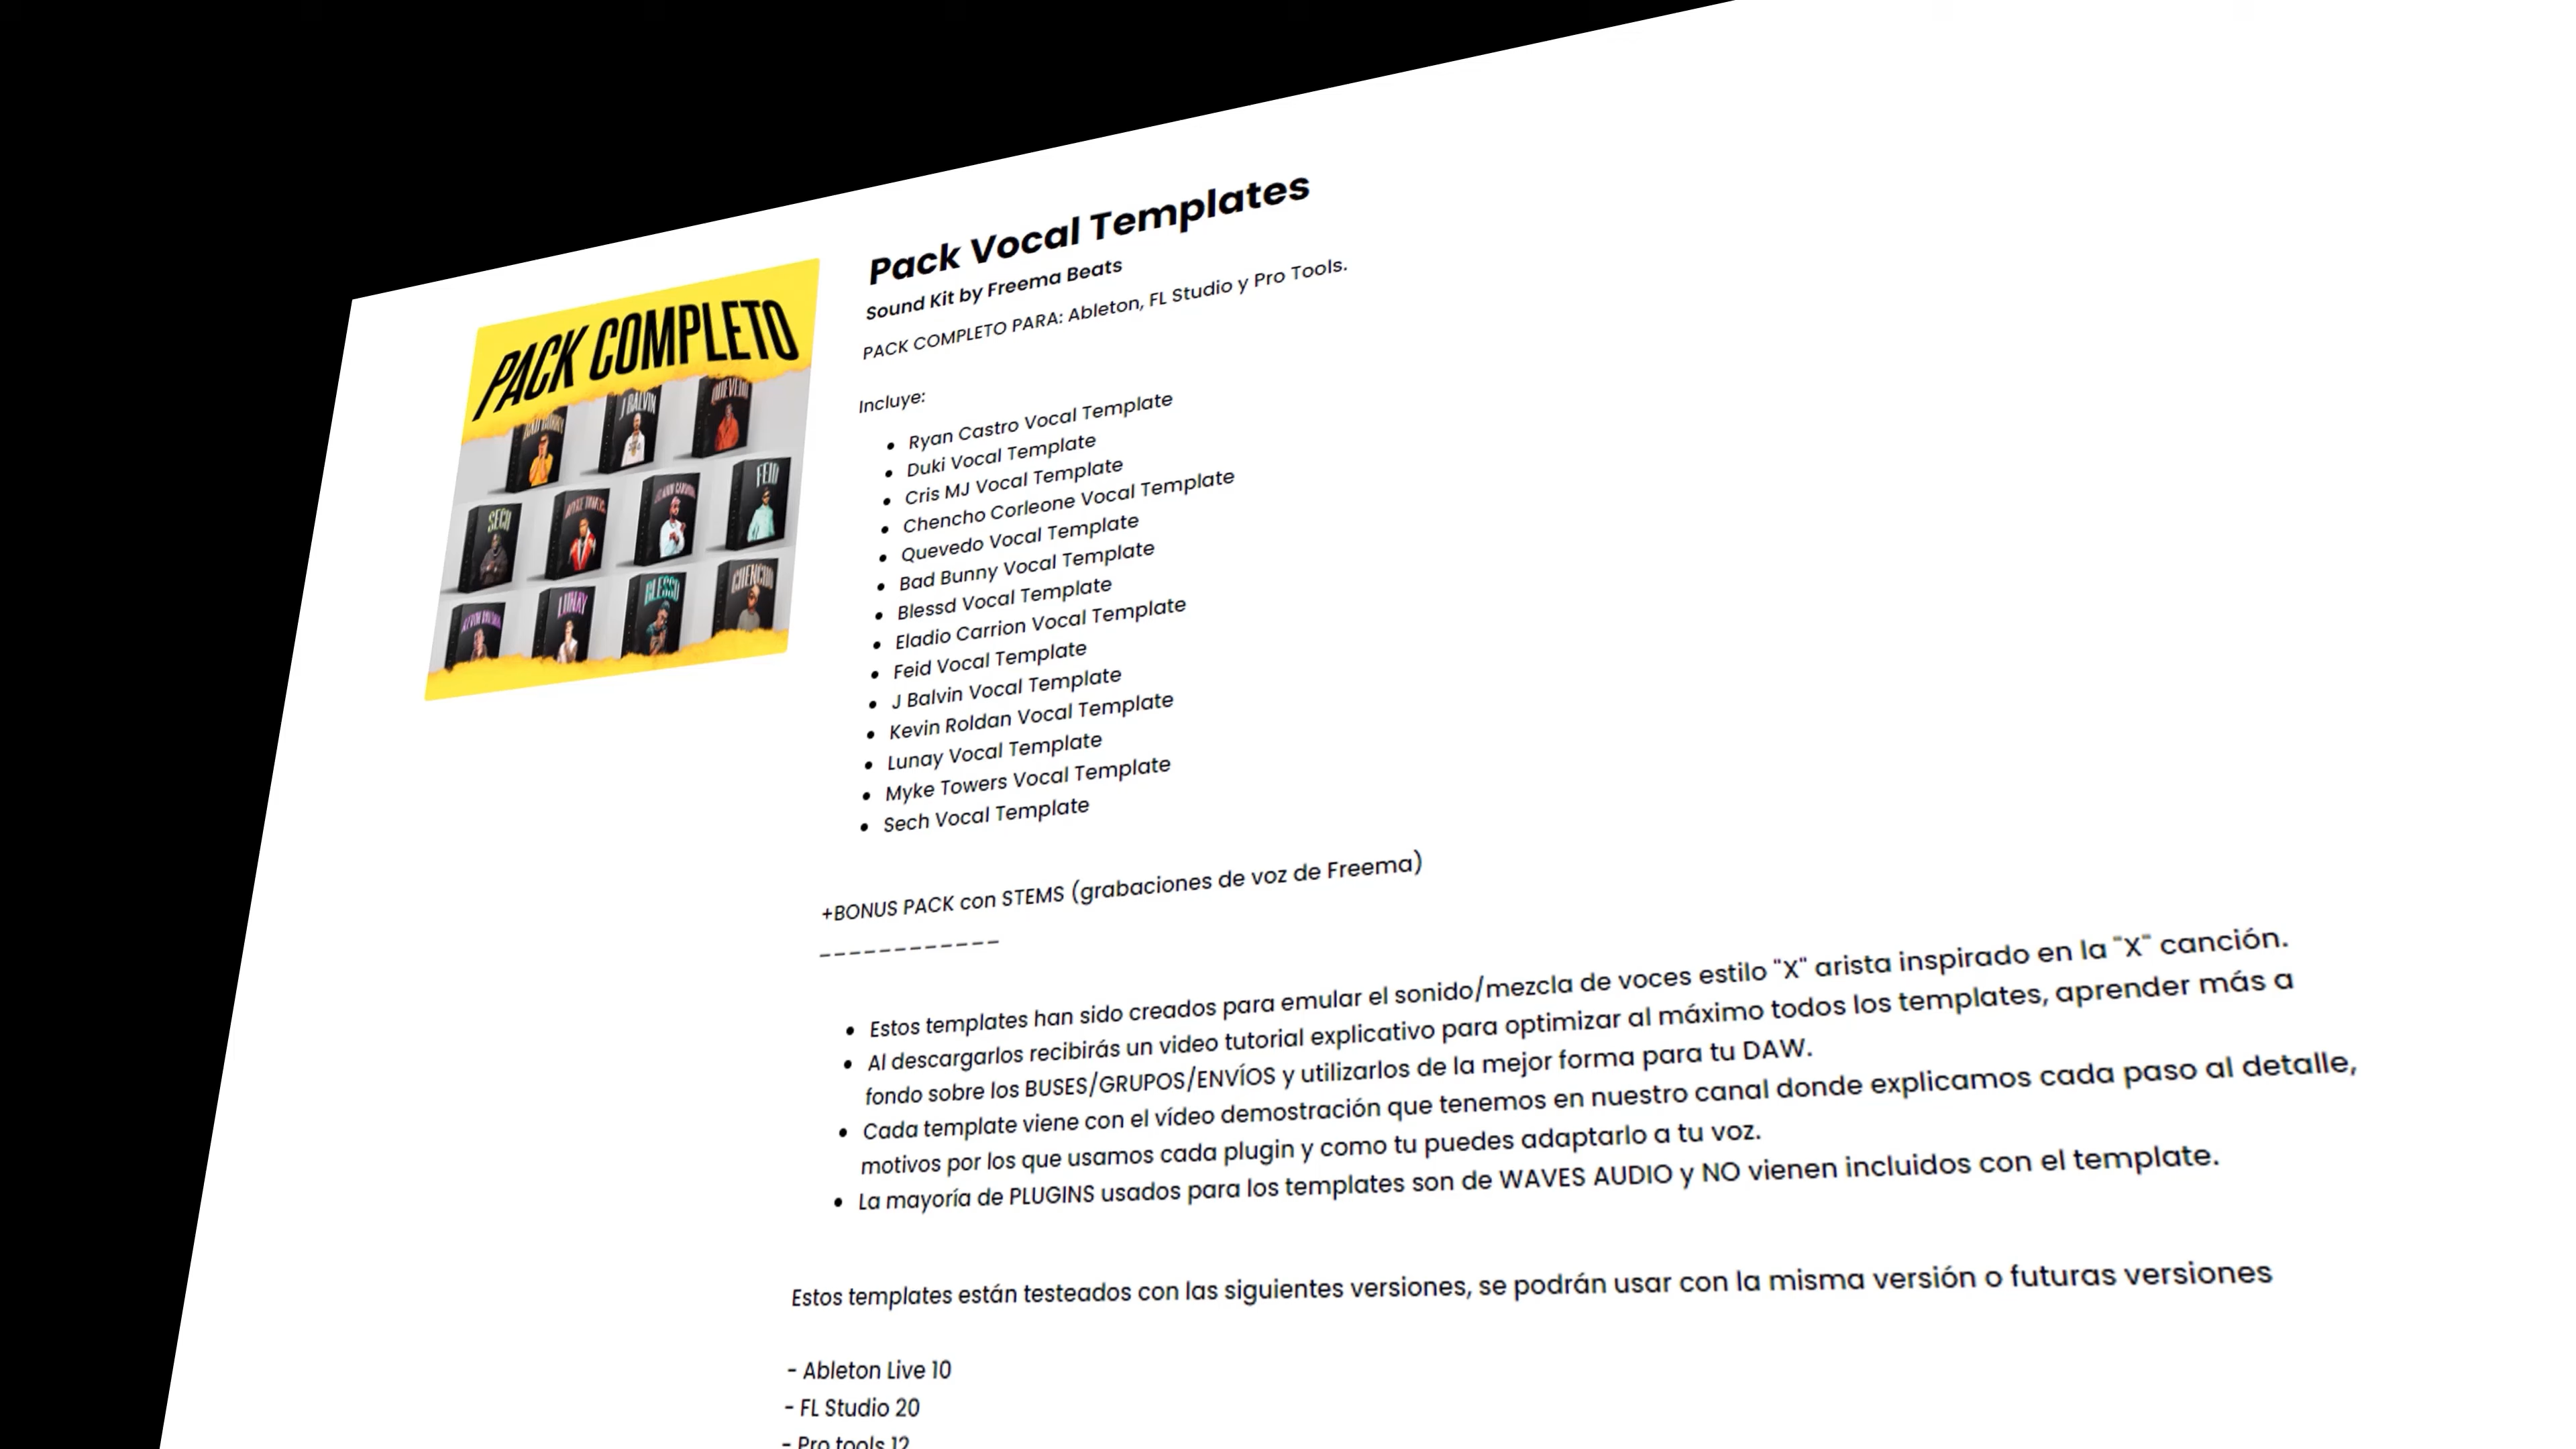 PACK COMPLETO
J BALVIN
QUEVEDO
SECH
FEID
LUNAY
BLESSD
CHENCHO
Pack Vocal Templates
Sound Kit by Freema Beats
PACK COMPLETO PARA: Ableton, FL Studio y Pro Tools.
Incluye:
• Ryan Castro Vocal Template
• Duki Vocal Template
• Cris MJ Vocal Template
• Chencho Corleone Vocal Template
• Quevedo Vocal Template
• Bad Bunny Vocal Template
• Blessd Vocal Template
• Eladio Carrion Vocal Template
• Feid Vocal Template
• J Balvin Vocal Template
• Kevin Roldan Vocal Template
• Lunay Vocal Template
• Myke Towers Vocal Template
• Sech Vocal Template
+BONUS PACK con STEMS (grabaciones de voz de Freema)
____________
• Estos templates han sido creados para emular el sonido/mezcla de voces estilo "X" arista inspirado en la "X" canción.
• Al descargarlos recibirás un video tutorial explicativo para optimizar al máximo todos los templates, aprender más a
fondo sobre los BUSES/GRUPOS/ENVÍOS y utilizarlos de la mejor forma para tu DAW.
• Cada template viene con el vídeo demostración que tenemos en nuestro canal donde explicamos cada paso al detalle,
motivos por los que usamos cada plugin y como tu puedes adaptarlo a tu voz.
• La mayoría de PLUGINS usados para los templates son de WAVES AUDIO y NO vienen incluidos con el template.
Estos templates están testeados con las siguientes versiones, se podrán usar con la misma versión o futuras versiones
- Ableton Live 10
- FL Studio 20
- Pro tools 12